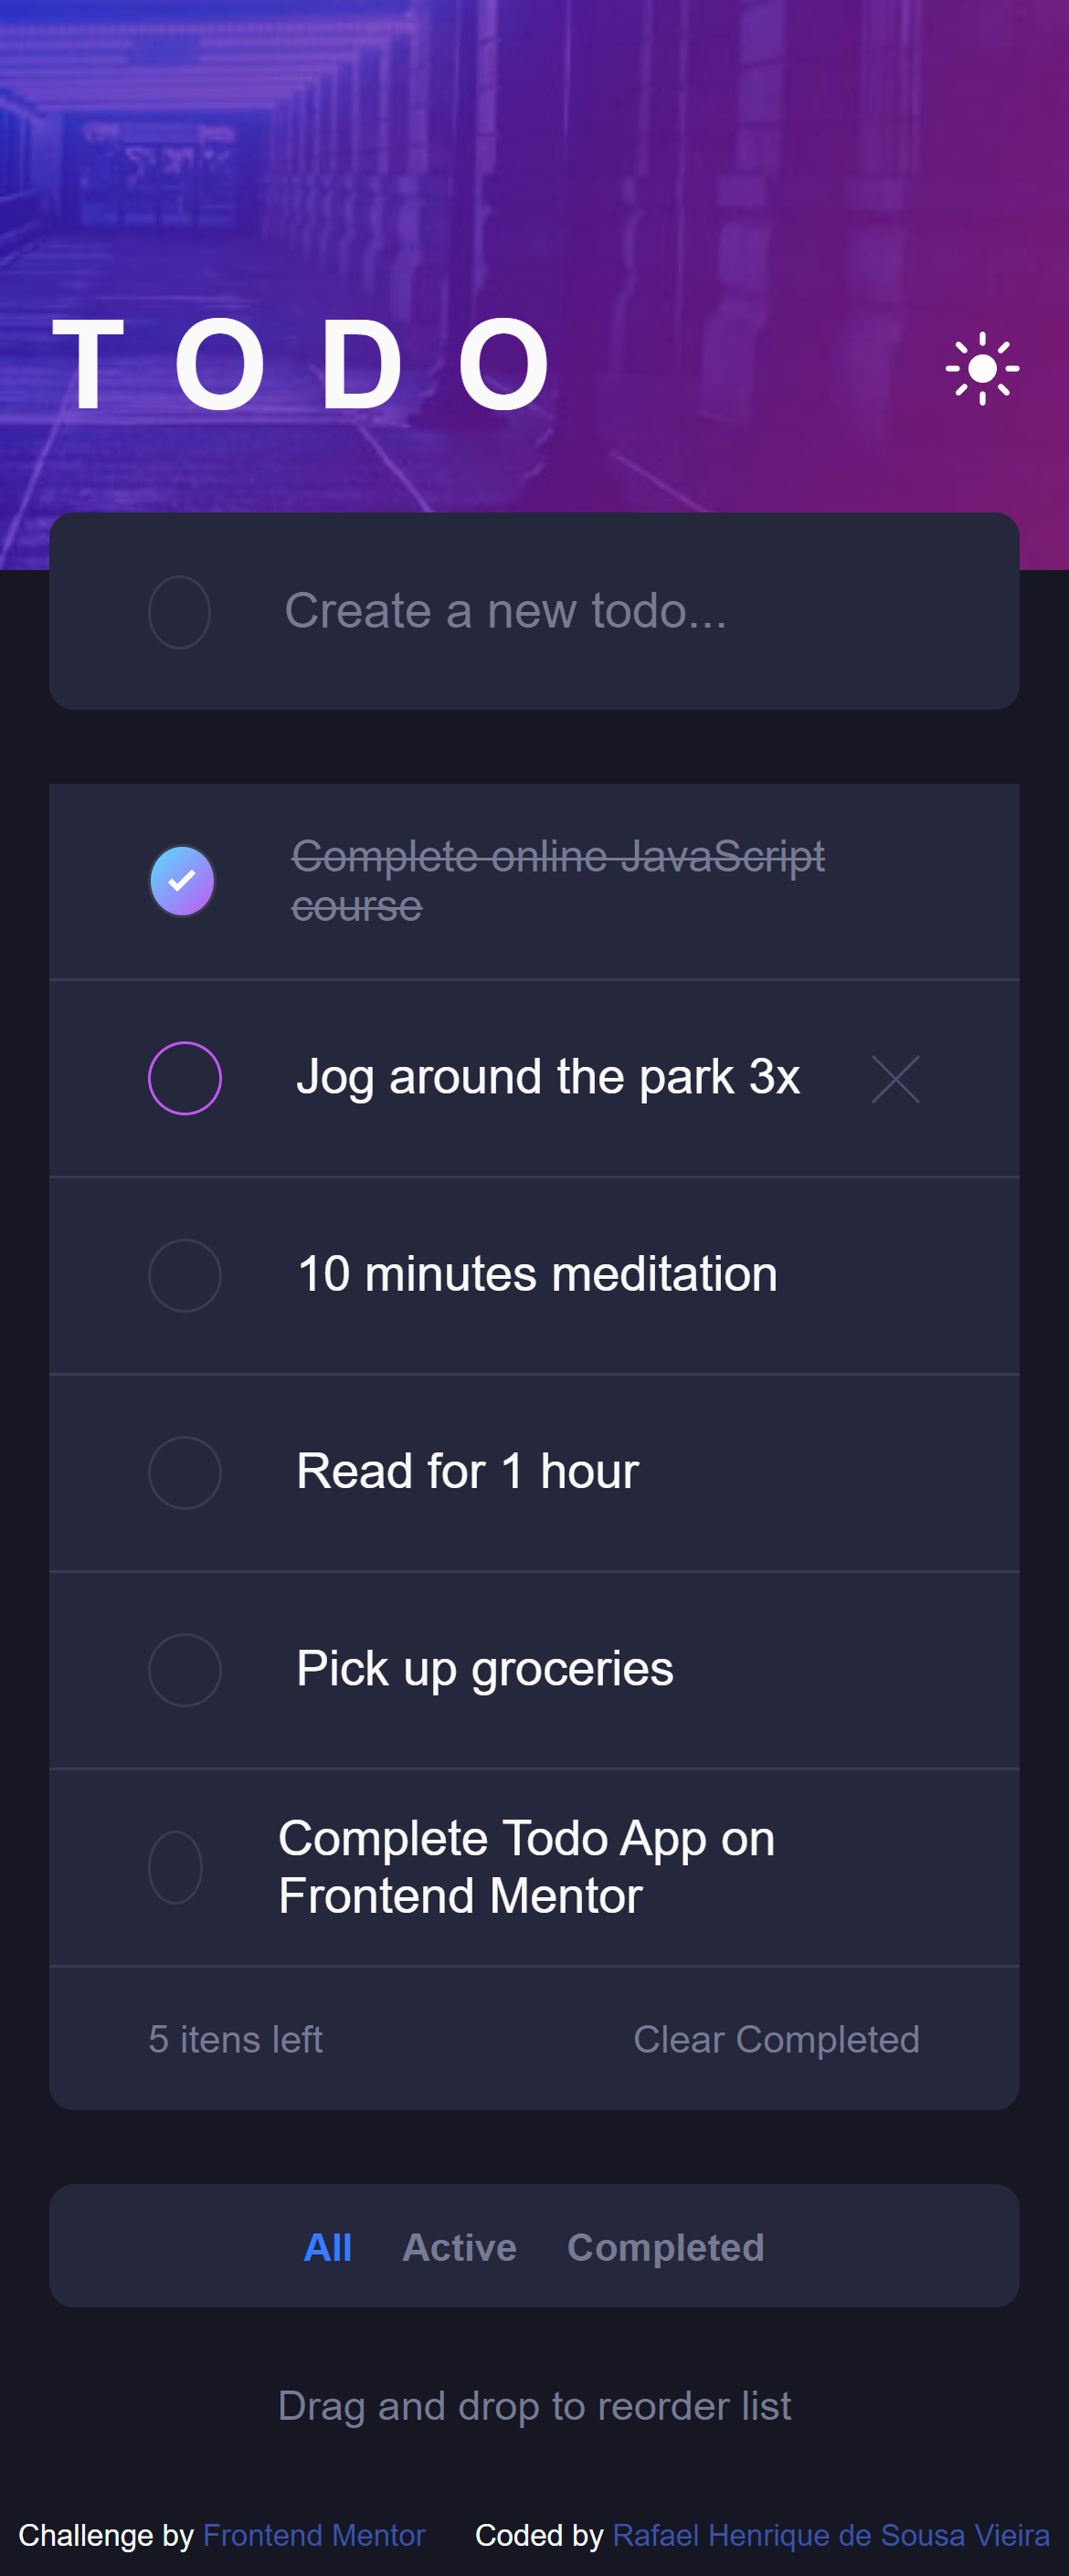 TODO
Create a new todo...
Complete online JavaScript
course
Jog around the park 3x
10 minutes meditation
Read for 1 hour
Pick up groceries
Complete Todo App on
Frontend Mentor
5 itens left Clear Completed
All Active Completed
Drag and drop to reorder list
Challenge by Frontend Mentor Coded by Rafael Henrique de Sousa Vieira